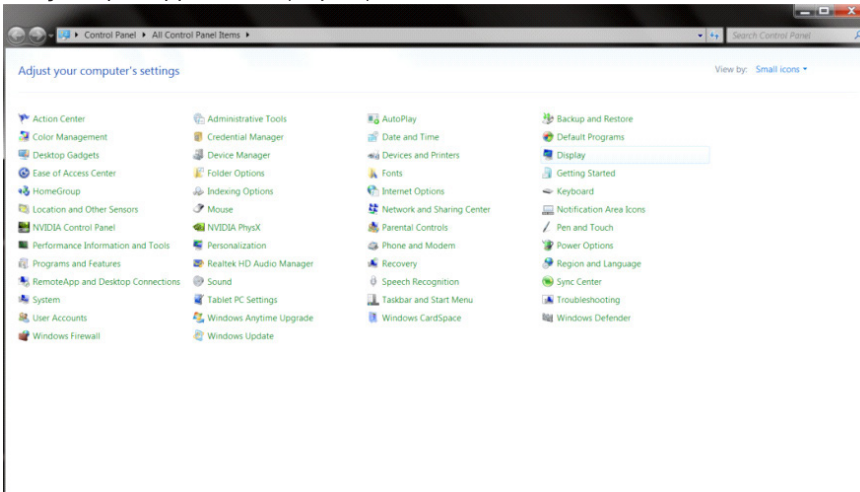 Control Panel ▸ All Control Panel Items ▸
Search Control Panel
Adjust your computer's settings
View by: Small icons
Action Center Administrative Tools AutoPlay Backup and Restore
Color Management Credential Manager Date and Time Default Programs
Desktop Gadgets Device Manager Devices and Printers Display
Ease of Access Center Folder Options Fonts Getting Started
HomeGroup Indexing Options Internet Options Keyboard
Location and Other Sensors Mouse Network and Sharing Center Notification Area Icons
NVIDIA Control Panel NVIDIA PhysX Parental Controls Pen and Touch
Performance Information and Tools Personalization Phone and Modem Power Options
Programs and Features Realtek HD Audio Manager Recovery Region and Language
RemoteApp and Desktop Connections Sound Speech Recognition Sync Center
System Tablet PC Settings Taskbar and Start Menu Troubleshooting
User Accounts Windows Anytime Upgrade Windows CardSpace Windows Defender
Windows Firewall Windows Update